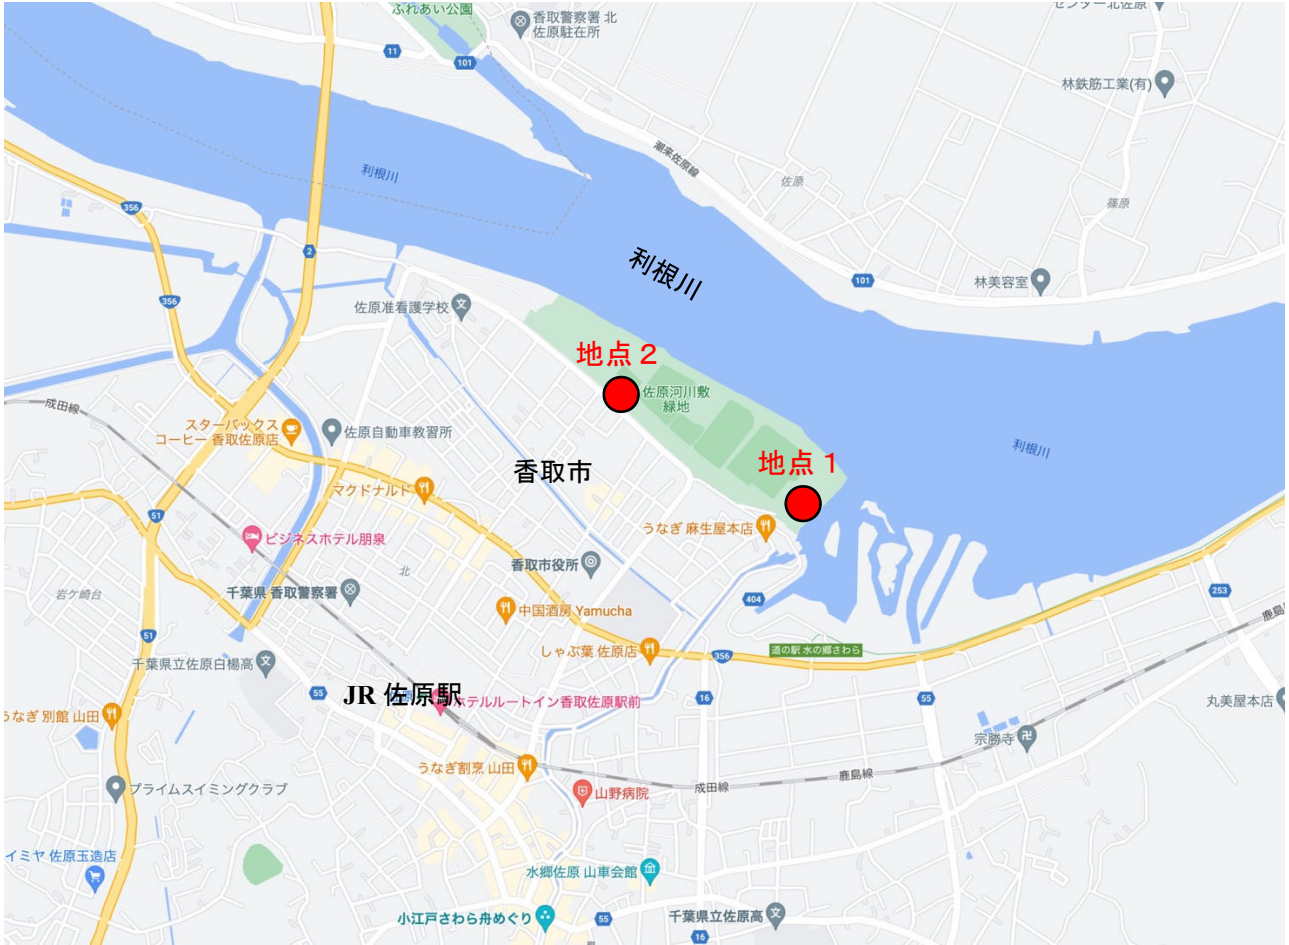 ふれあい公園
香取警察署 北
佐原駐在所
センター北佐原
11
101
林鉄筋工業(有)
潮来佐原線
利根川
佐原
356
篠原
2
利根川
101
林美容室
356
佐原准看護学校
地点２
佐原河川敷
緑地
成田線
スターバックス
コーヒー 香取佐原店
佐原自動車教習所
利根川
地点１
香取市
マクドナルド
51
うなぎ 麻生屋本店
ビジネスホテル朋泉
香取市役所
北
千葉県 香取警察署
岩ケ崎台
404
253
中国酒房 Yamucha
鹿島
51
しゃぶ葉 佐原店
356
道の駅 水の郷さわら
千葉県立佐原白楊高
55
JR 佐原駅
ホテルルートイン香取佐原駅前
16
55
丸美屋本店
うなぎ 別館 山田
宗勝寺
うなぎ割烹 山田
鹿島線
成田線
プライムスイミングクラブ
山野病院
イミヤ 佐原玉造店
水郷佐原 山車会館
小江戸さわら舟めぐり
55
千葉県立佐原高
16